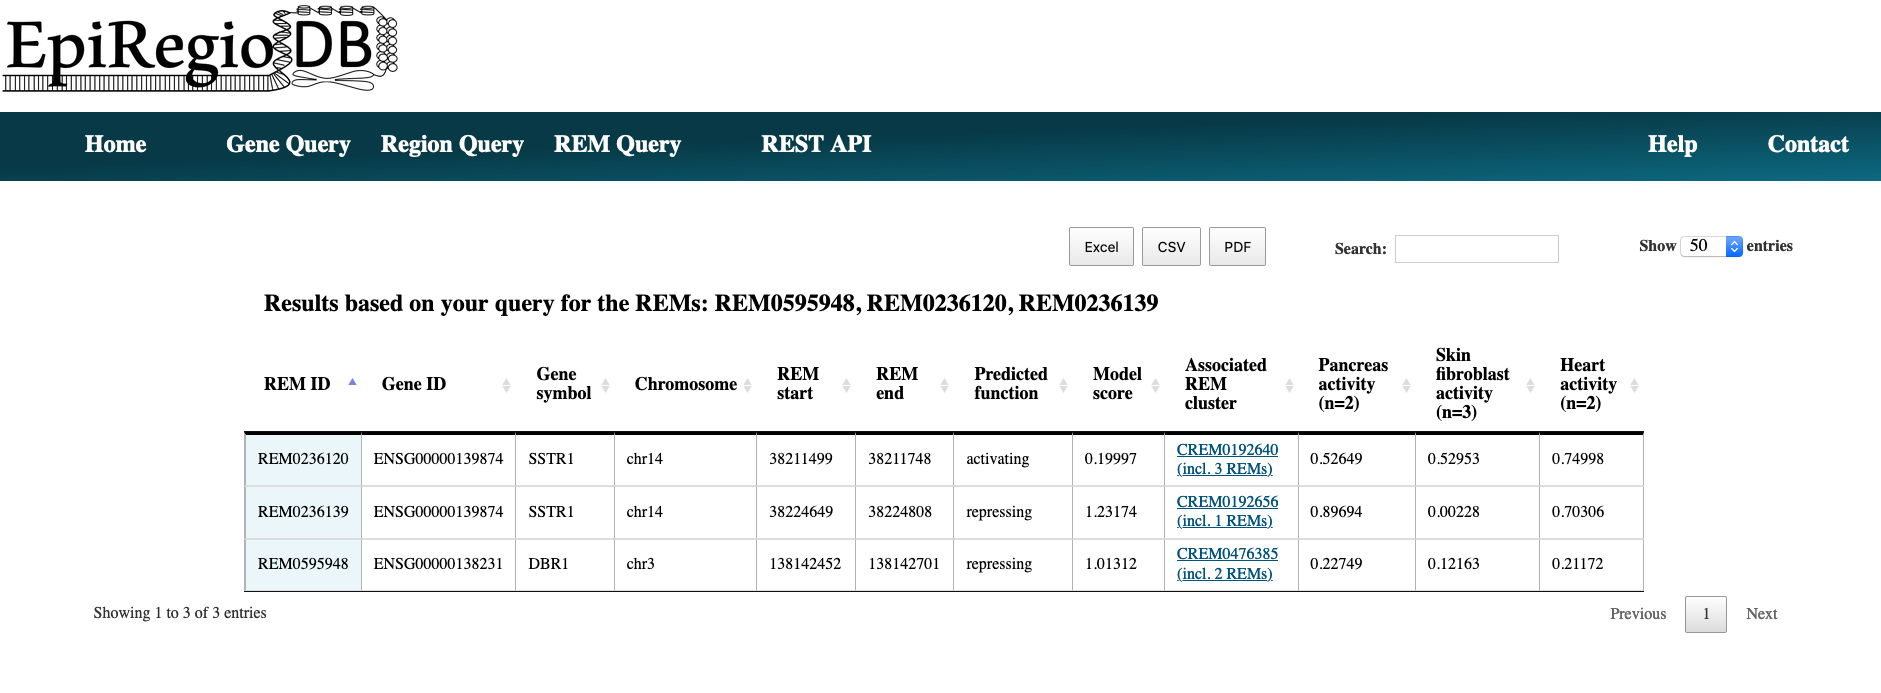 EpiRegio DB
Home Gene Query Region Query REM Query REST API Help Contact
Excel CSV PDF Search: Show 50 entries
Results based on your query for the REMs: REM0595948, REM0236120, REM0236139
REM ID Gene ID Gene symbol Chromosome REM start REM end Predicted function Model score Associated REM cluster Pancreas activity (n=2) Skin fibroblast activity (n=3) Heart activity (n=2)
REM0236120 ENSG00000139874 SSTR1 chr14 38211499 38211748 activating 0.19997 CREM0192640 (incl. 3 REMs) 0.52649 0.52953 0.74998
REM0236139 ENSG00000139874 SSTR1 chr14 38224649 38224808 repressing 1.23174 CREM0192656 (incl. 1 REMs) 0.89694 0.00228 0.70306
REM0595948 ENSG00000138231 DBR1 chr3 138142452 138142701 repressing 1.01312 CREM0476385 (incl. 2 REMs) 0.22749 0.12163 0.21172
Showing 1 to 3 of 3 entries Previous 1 Next